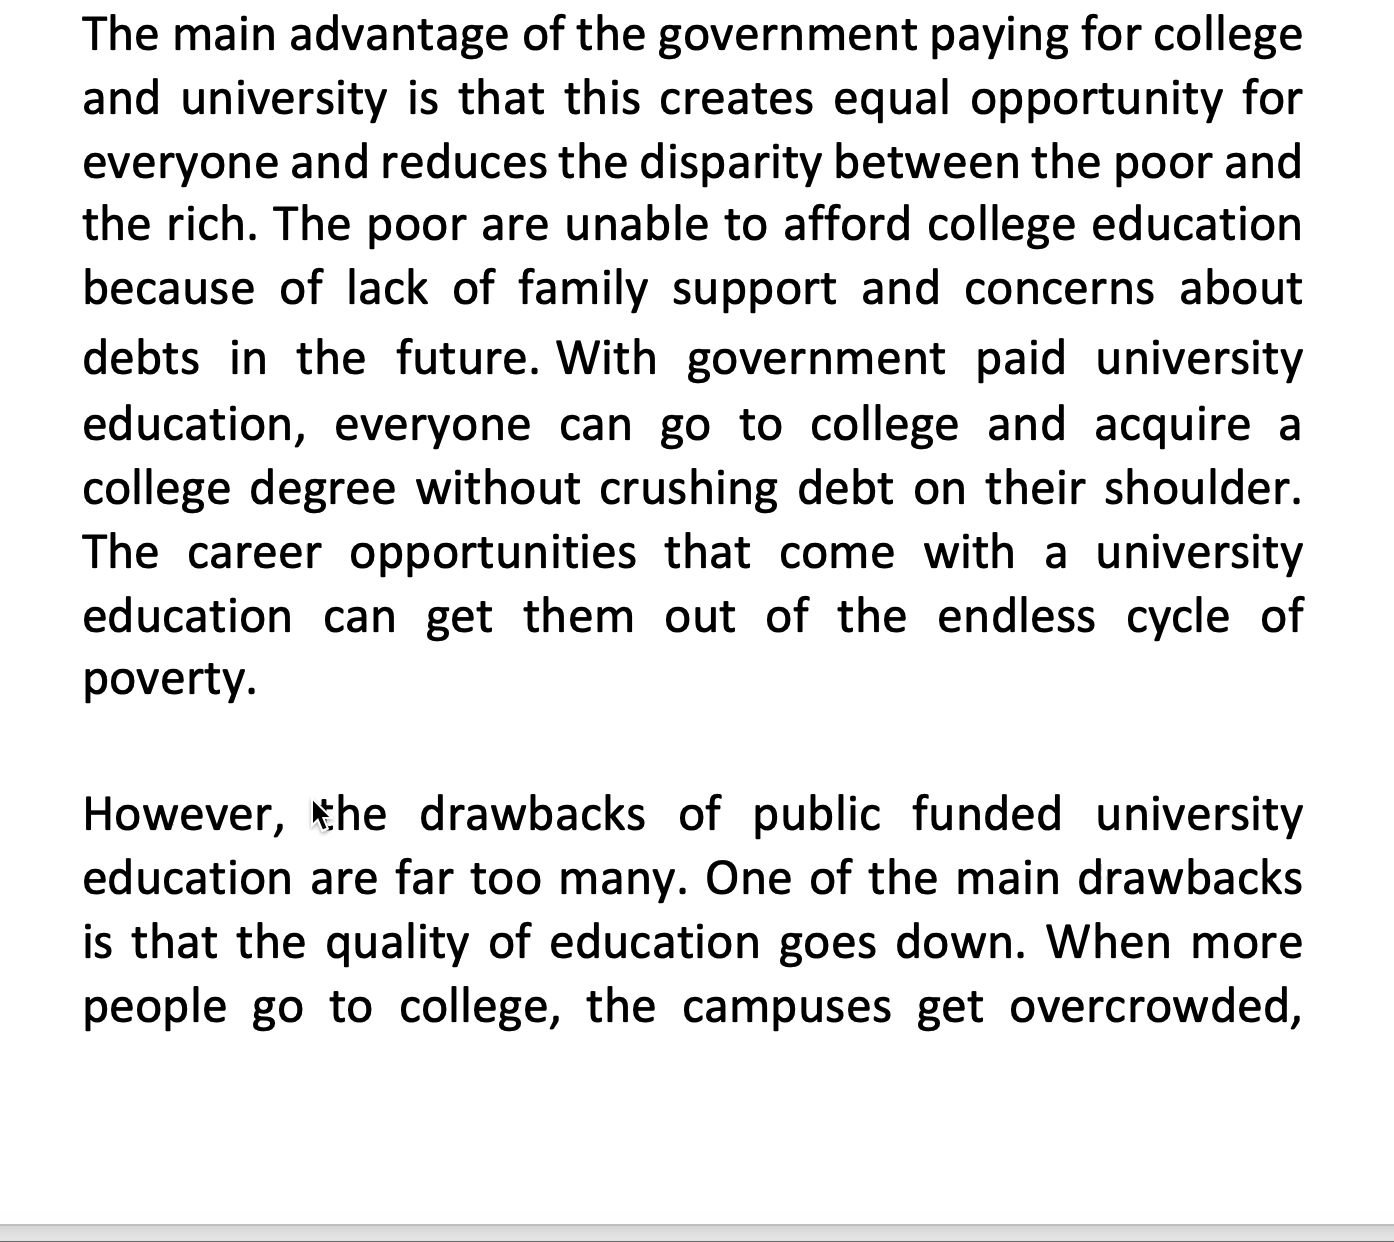 The main advantage of the government paying for college
and university is that this creates equal opportunity for
everyone and reduces the disparity between the poor and
the rich. The poor are unable to afford college education
because of lack of family support and concerns about
debts in the future. With government paid university
education, everyone can go to college and acquire a
college degree without crushing debt on their shoulder.
The career opportunities that come with a university
education can get them out of the endless cycle of
poverty.
However, the drawbacks of public funded university
education are far too many. One of the main drawbacks
is that the quality of education goes down. When more
people go to college, the campuses get overcrowded,